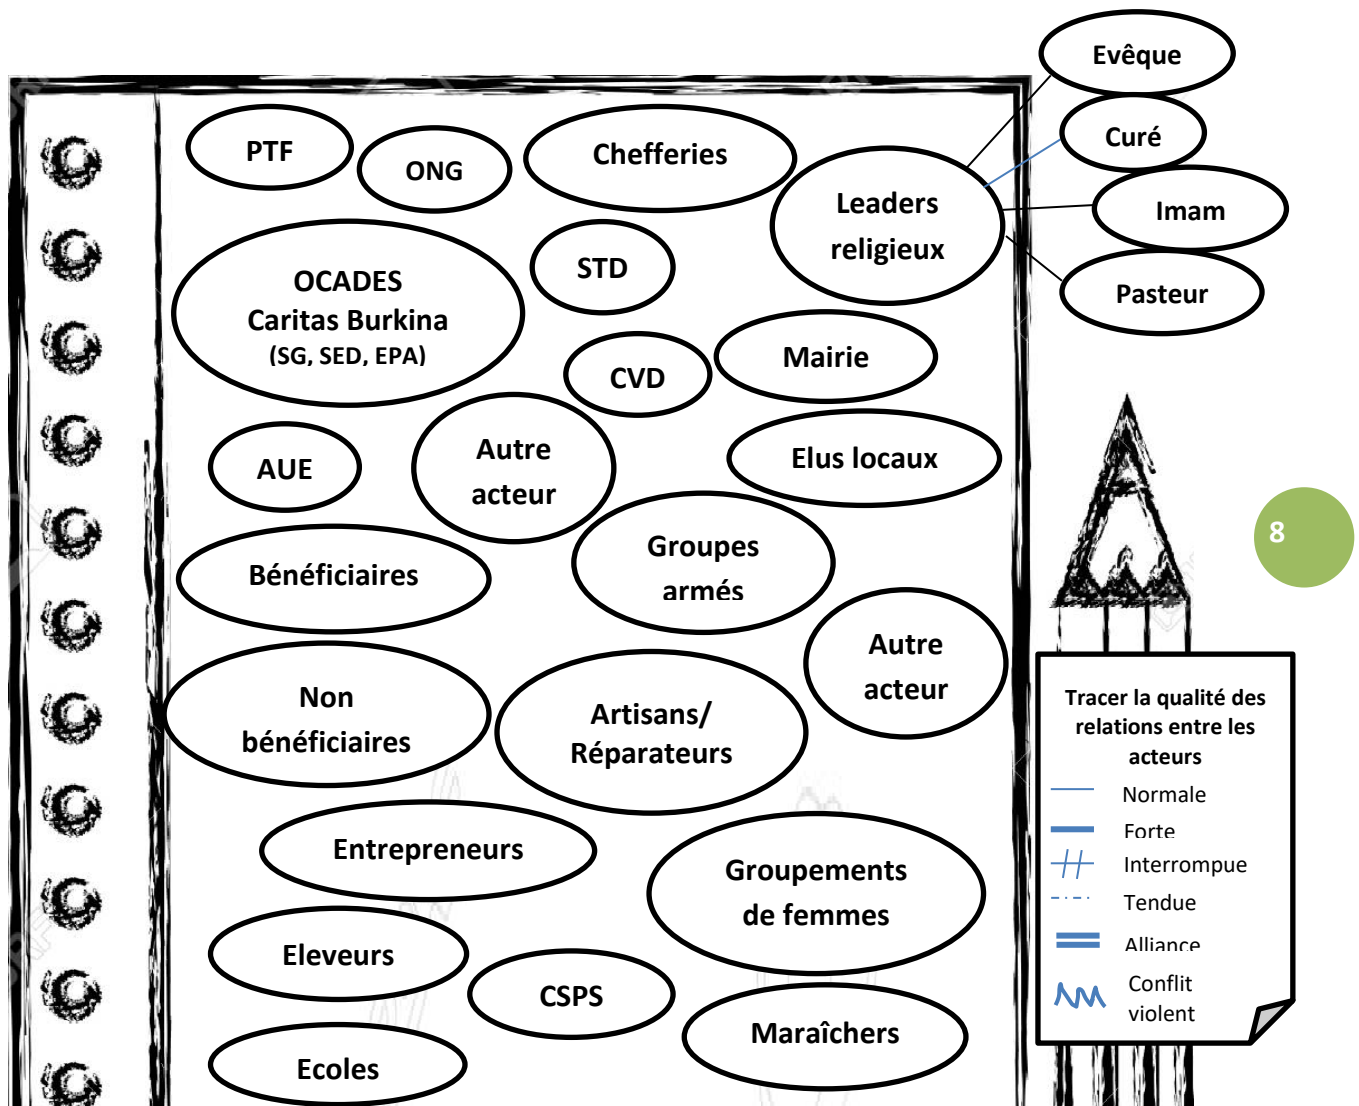 Evêque
Curé
Imam
Pasteur
PTF
ONG
Chefferies
Leaders
religieux
OCADES
Caritas Burkina
(SG, SED, EPA)
STD
CVD
Mairie
AUE
Autre
acteur
Elus locaux
Bénéficiaires
Groupes
armés
Autre
acteur
8
Non
bénéficiaires
Artisans/
Réparateurs
Entrepreneurs
Groupements
de femmes
Eleveurs
CSPS
Maraîchers
Ecoles
Tracer la qualité des
relations entre les
acteurs
Normale
Forte
Interrompue
Tendue
Alliance
Conflit
violent